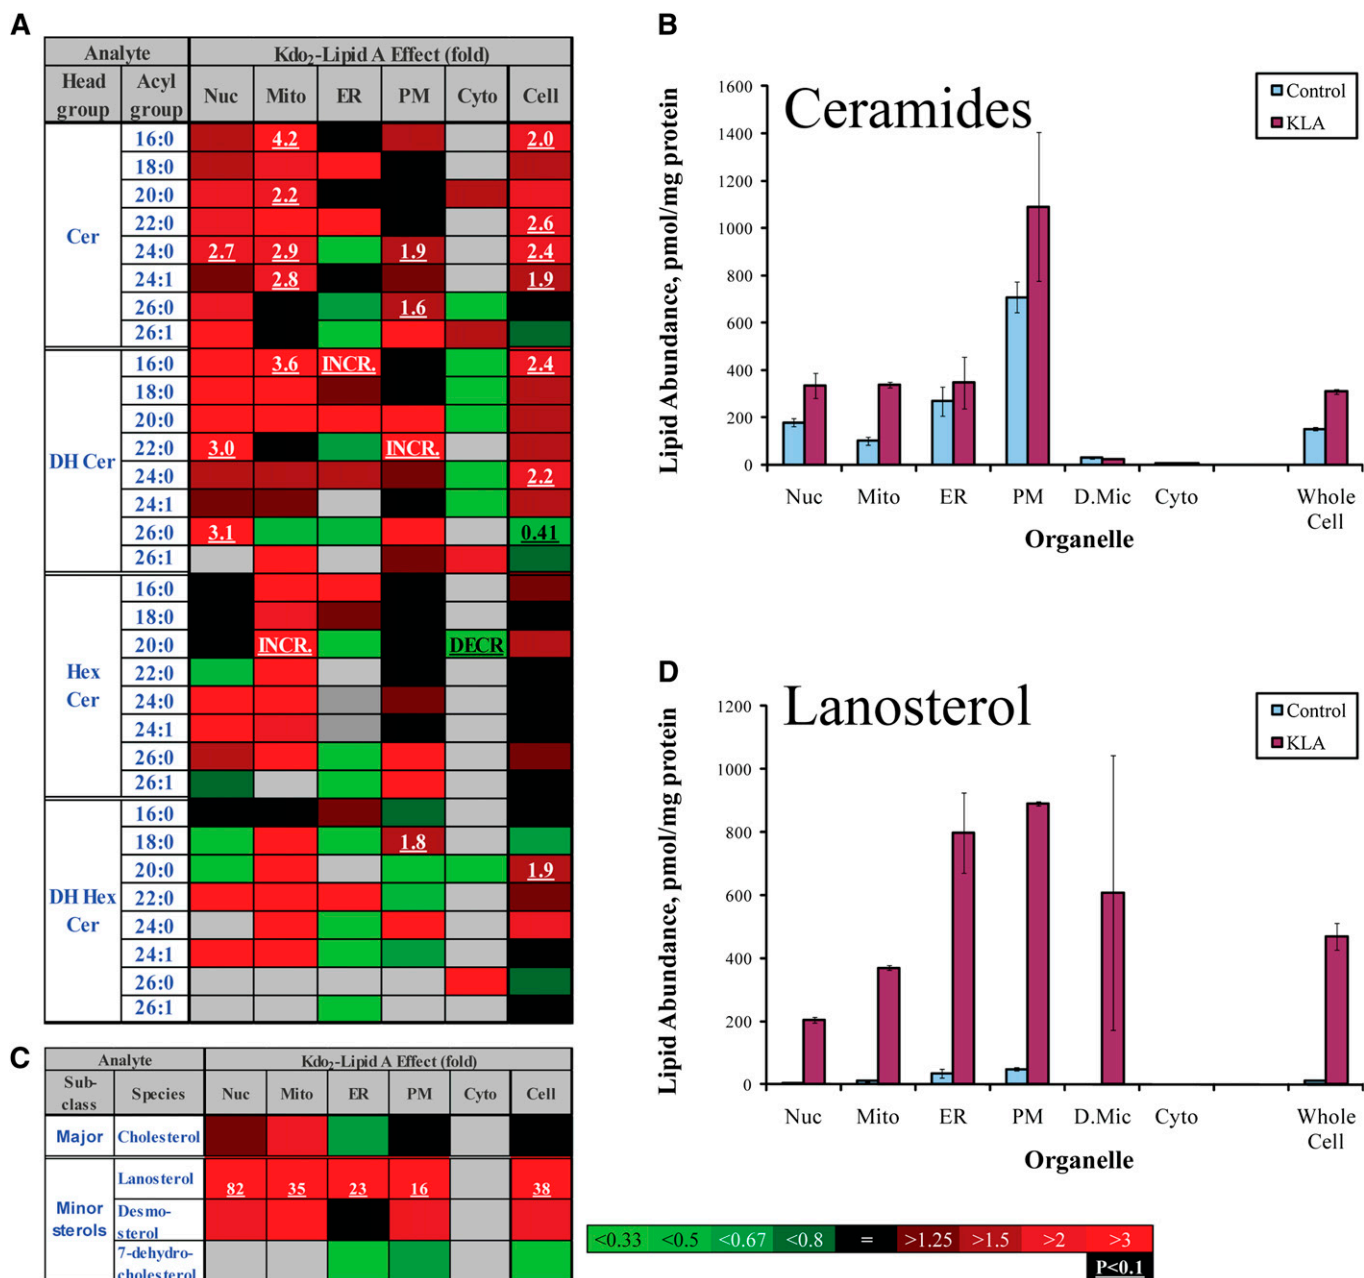 A
Analyte Kdo2-Lipid A Effect (fold)
Head group Acyl group Nuc Mito ER PM Cyto Cell
Cer
16:0 4.2 2.0
18:0
20:0 2.2
22:0 2.6
24:0 2.7 2.9 1.9 2.4
24:1 2.8 1.9
26:0 1.6
26:1
DH Cer
16:0 3.6 INCR. 2.4
18:0
20:0
22:0 3.0 INCR.
24:0 2.2
24:1
26:0 3.1 0.41
26:1
Hex Cer
16:0
18:0
20:0 INCR. DECR
22:0
24:0
24:1
26:0
26:1
DH Hex Cer
16:0
18:0 1.8
20:0 1.9
22:0
24:0
24:1
26:0
26:1
B
Ceramides
Control
KLA
Lipid Abundance, pmol/mg protein
1600
1400
1200
1000
800
600
400
200
0
Nuc Mito ER PM D.Mic Cyto Whole Cell
Organelle
C
Analyte Kdo2-Lipid A Effect (fold)
Sub-class Species Nuc Mito ER PM Cyto Cell
Major Cholesterol
Minor sterols
Lanosterol 82 35 23 16 38
Desmo-
sterol
7-dehydro-
cholesterol
D
Lanosterol
Control
KLA
Lipid Abundance, pmol/mg protein
1200
1000
800
600
400
200
0
Nuc Mito ER PM D.Mic Cyto Whole Cell
Organelle
<0.33 <0.5 <0.67 <0.8 = >1.25 >1.5 >2 >3
P<0.1